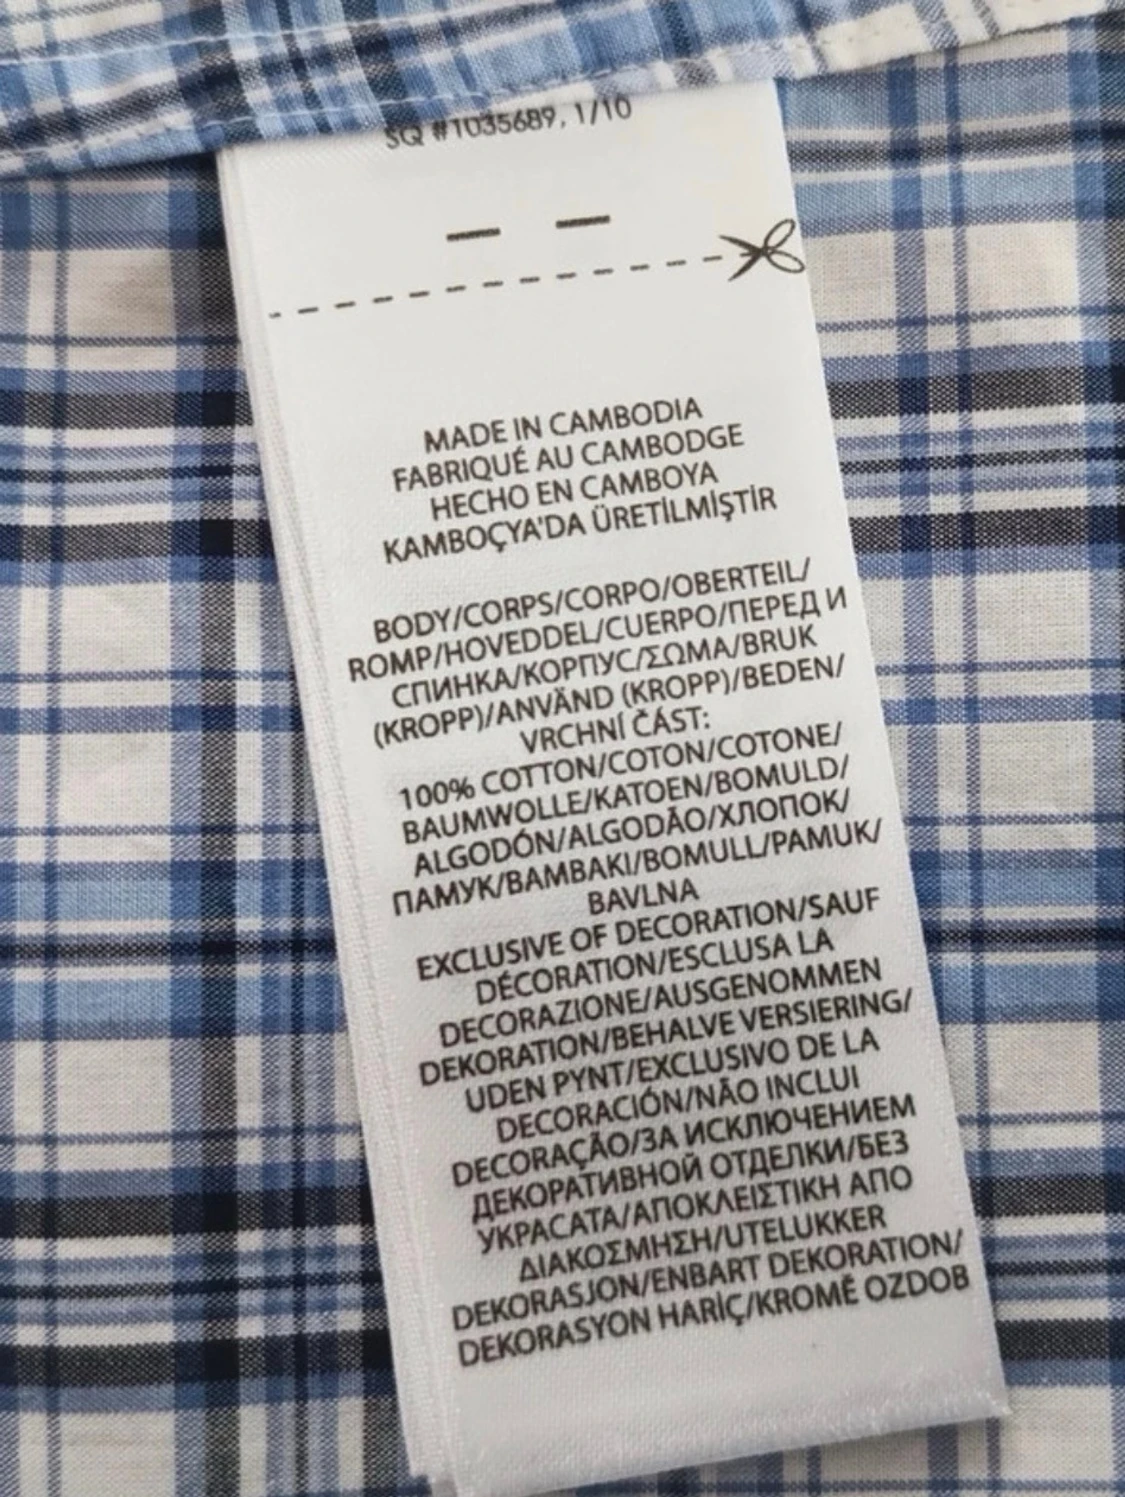 SQ #1035689, 1/10
MADE IN CAMBODIA
FABRIQUÉ AU CAMBODGE
HECHO EN CAMBOYA
KAMBOÇYA'DA ÜRETİLMİŞTİR
BODY/CORPS/CORPO/OBERTEIL/
ROMP/HOVEDDEL/CUERPO/ПЕРЕД И
СПИНКА/КОРПУС/ΣΩΜΑ/BRUK
(KROPP)/ANVÄND (KROPP)/BEDEN/
VRCHNÍ ČÁST:
100% COTTON/COTON/COTONE/
BAUMWOLLE/KATOEN/BOMULD/
ALGODÓN/ALGODÃO/ХЛОПОК/
ПАМУК/ΒΑΜΒΑΚΙ/BOMULL/PAMUK/
BAVLNA
EXCLUSIVE OF DECORATION/SAUF
DÉCORATION/ESCLUSA LA
DECORAZIONE/AUSGENOMMEN
DEKORATION/BEHALVE VERSIERING/
UDEN PYNT/EXCLUSIVO DE LA
DECORACIÓN/NÃO INCLUI
DECORAÇÃO/ЗА ИСКЛЮЧЕНИЕМ
ДЕКОРАТИВНОЙ ОТДЕЛКИ/БЕЗ
УКРАСАТА/ΑΠΟΚΛΕΙΣΤΙΚΗ ΑΠΟ
ΔΙΑΚΟΣΜΗΣΗ/UTELUKKER
DEKORASJON/ENBART DEKORATION/
DEKORASYON HARİÇ/KROMĚ OZDOB